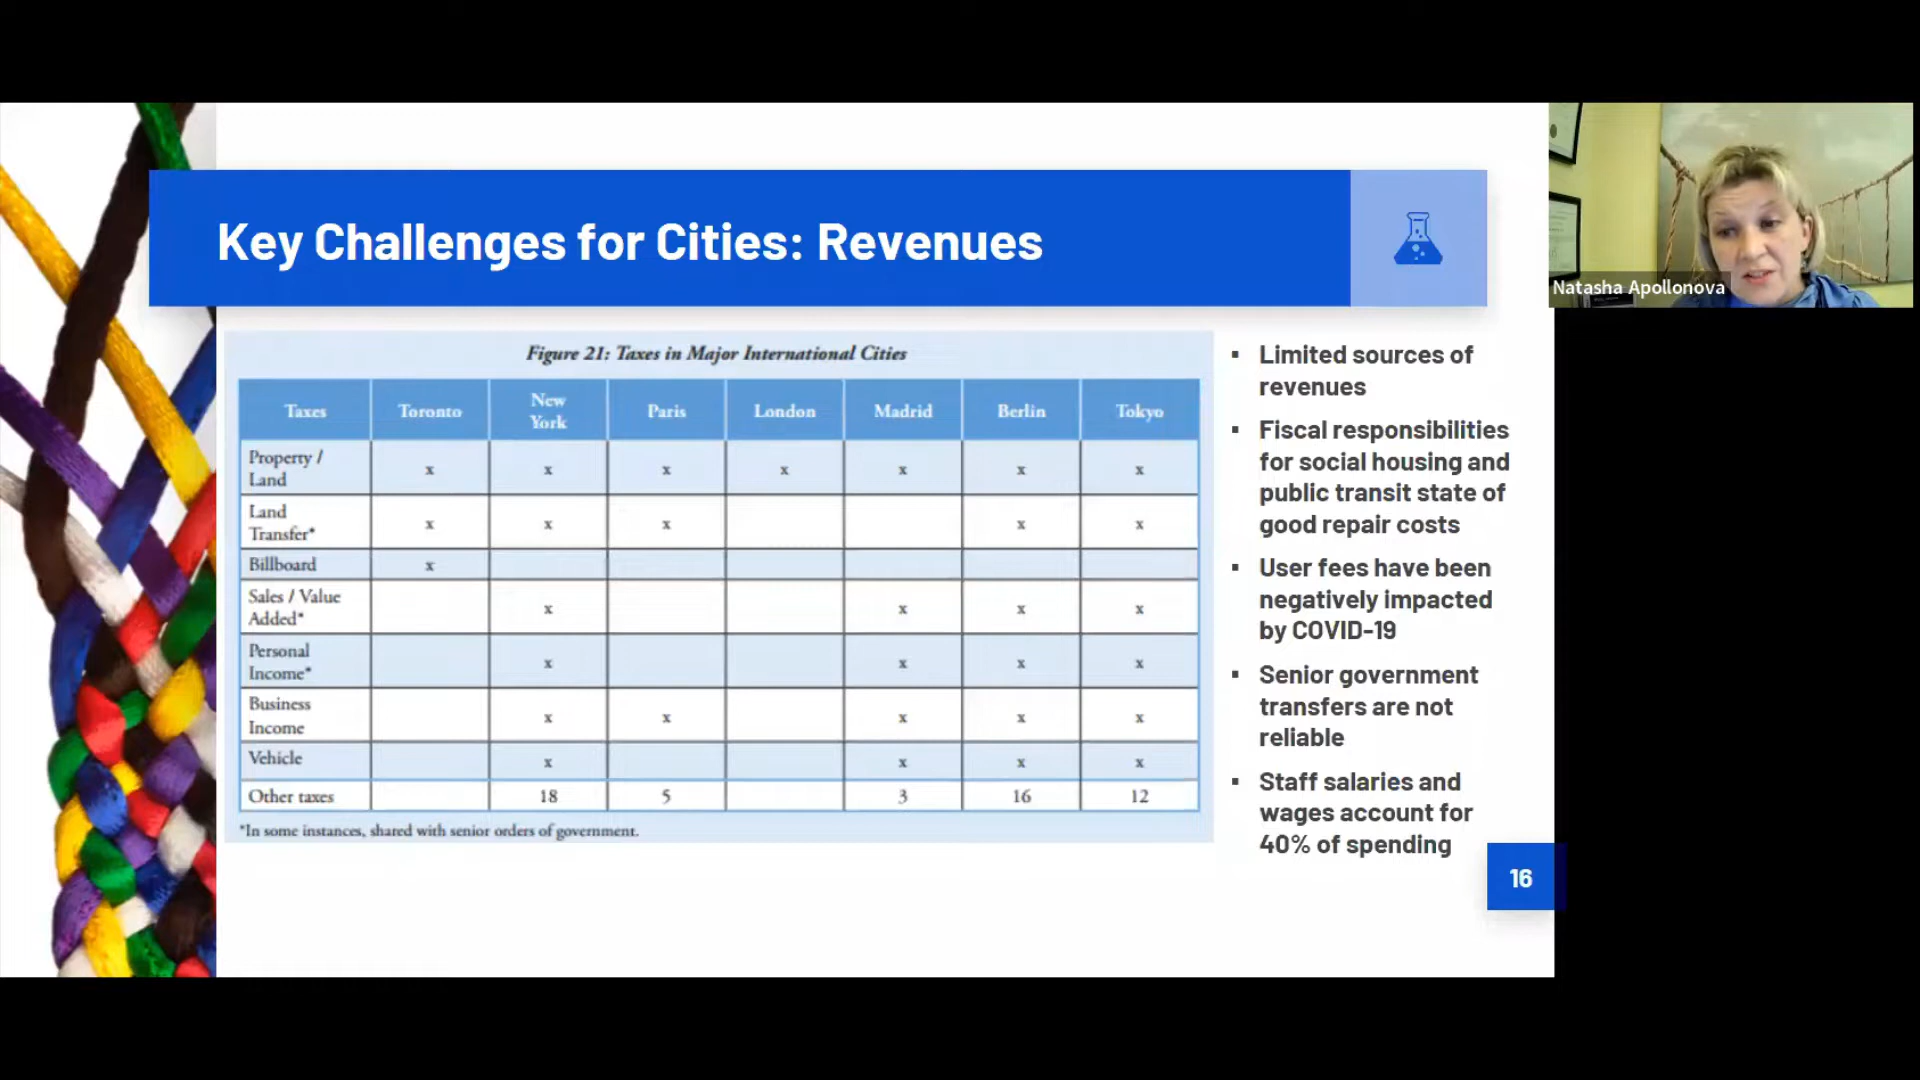 Key Challenges for Cities: Revenues
Natasha Apollonova
Figure 21: Taxes in Major International Cities
Taxes Toronto New York Paris London Madrid Berlin Tokyo
Property / Land x x x x x x x
Land Transfer* x x x x x
Billboard x
Sales / Value Added* x x x x
Personal Income* x x x x
Business Income x x x x x
Vehicle x x x x
Other taxes 18 5 3 16 12
*In some instances, shared with senior orders of government.
▪ Limited sources of
revenues
▪ Fiscal responsibilities
for social housing and
public transit state of
good repair costs
▪ User fees have been
negatively impacted
by COVID-19
▪ Senior government
transfers are not
reliable
▪ Staff salaries and
wages account for
40% of spending
16